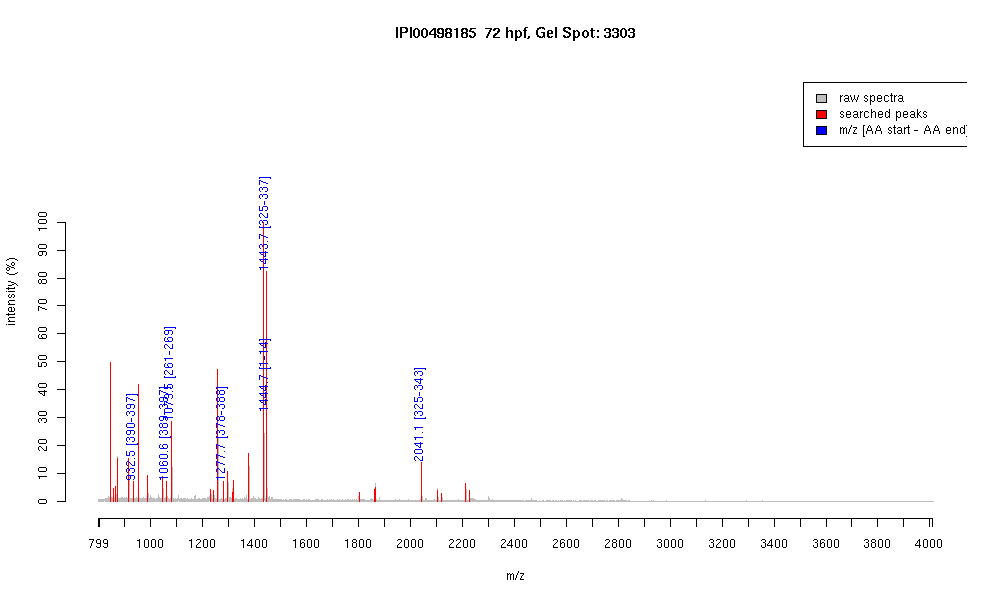 IPI00498185 72 hpf, Gel Spot: 3303
raw spectra
searched peaks
m/z [AA start - AA end]
intensity (%)
0 10 20 30 40 50 60 70 80 90 100
932.5 [390-397]
1060.6 [389-397]
1079.5 [261-269]
1277.7 [378-388]
1443.7 [325-337]
1444.7 [1-14]
2041.1 [325-343]
799 1000 1200 1400 1600 1800 2000 2200 2400 2600 2800 3000 3200 3400 3600 3800 4000
m/z